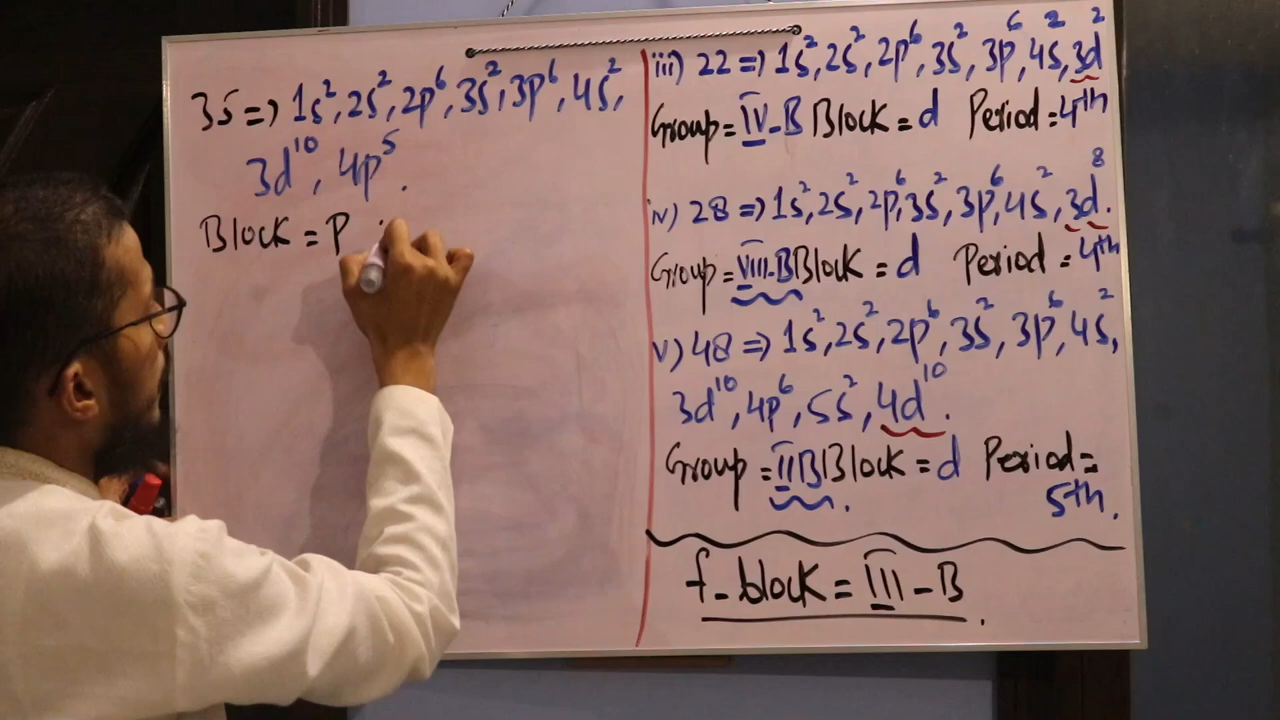 35 => 1s², 2s², 2p⁶, 3s², 3p⁶, 4s²,
3d¹⁰, 4p⁵.
Block = P
iii) 22 => 1s², 2s², 2p⁶, 3s², 3p⁶, 4s², 3d²
Group = IV-B Block = d Period = 4th
iv) 28 => 1s², 2s², 2p⁶, 3s², 3p⁶, 4s², 3d⁸.
Group = VIII-B Block = d Period = 4th
v) 48 => 1s², 2s², 2p⁶, 3s², 3p⁶, 4s²,
3d¹⁰, 4p⁶, 5s², 4d¹⁰.
Group = IIB Block = d Period =
5th.
f-block = III-B.